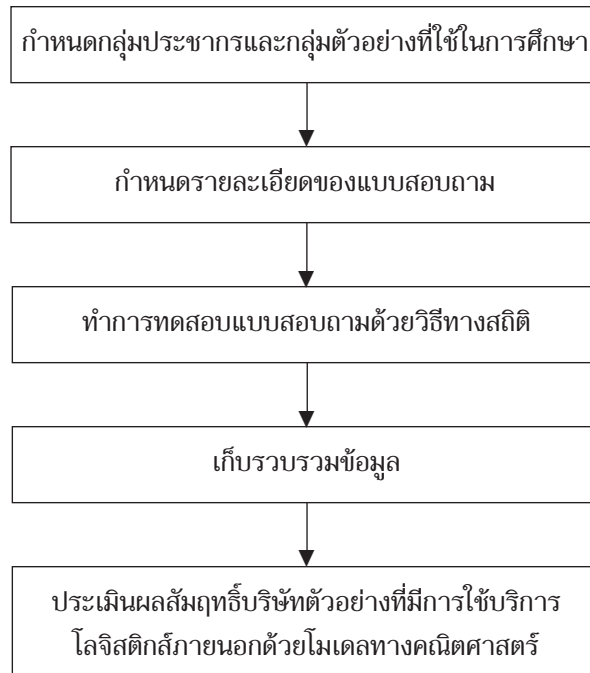 กำหนดกลุ่มประชากรและกลุ่มตัวอย่างที่ใช้ในการศึกษา
กำหนดรายละเอียดของแบบสอบถาม
ทำการทดสอบแบบสอบถามด้วยวิธีทางสถิติ
เก็บรวบรวมข้อมูล
ประเมินผลสัมฤทธิ์บริษัทตัวอย่างที่มีการใช้บริการ
โลจิสติกส์ภายนอกด้วยโมเดลทางคณิตศาสตร์